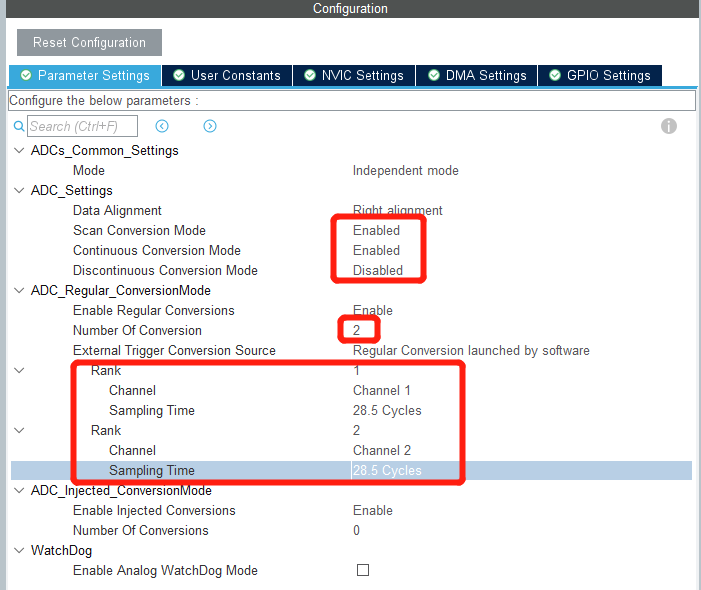 Configuration
Reset Configuration
Parameter Settings User Constants NVIC Settings DMA Settings GPIO Settings
Configure the below parameters :
Search (Ctrl+F)
ADCs_Common_Settings
Mode Independent mode
ADC_Settings
Data Alignment Right alignment
Scan Conversion Mode Enabled
Continuous Conversion Mode Enabled
Discontinuous Conversion Mode Disabled
ADC_Regular_ConversionMode
Enable Regular Conversions Enable
Number Of Conversion 2
External Trigger Conversion Source Regular Conversion launched by software
Rank 1
Channel Channel 1
Sampling Time 28.5 Cycles
Rank 2
Channel Channel 2
Sampling Time 28.5 Cycles
ADC_Injected_ConversionMode
Enable Injected Conversions Enable
Number Of Conversions 0
WatchDog
Enable Analog WatchDog Mode